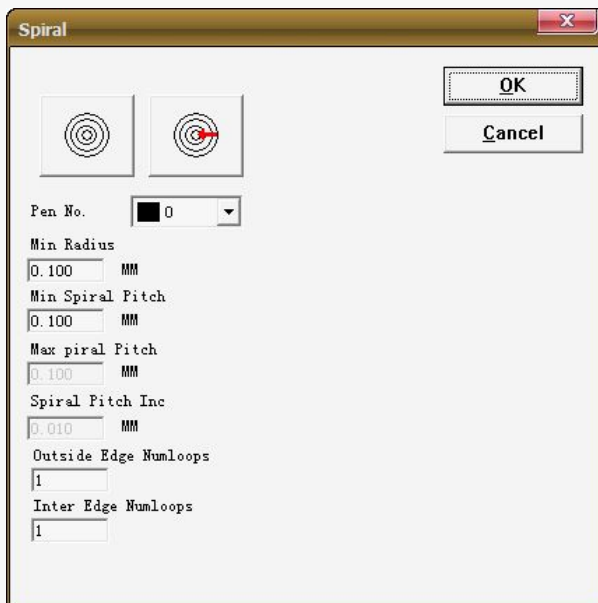 Spiral
OK
Cancel
Pen No. 0
Min Radius
0.100 MM
Min Spiral Pitch
0.100 MM
Max piral Pitch
0.100 MM
Spiral Pitch Inc
0.010 MM
Outside Edge Numloops
1
Inter Edge Numloops
1